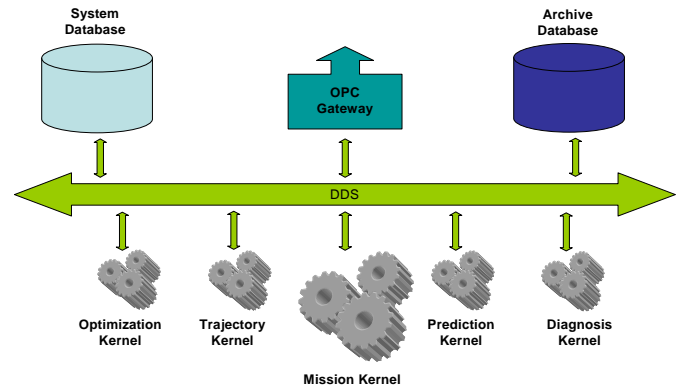 System
Database
Archive
Database
OPC
Gateway
DDS
Optimization
Kernel
Trajectory
Kernel
Prediction
Kernel
Diagnosis
Kernel
Mission Kernel